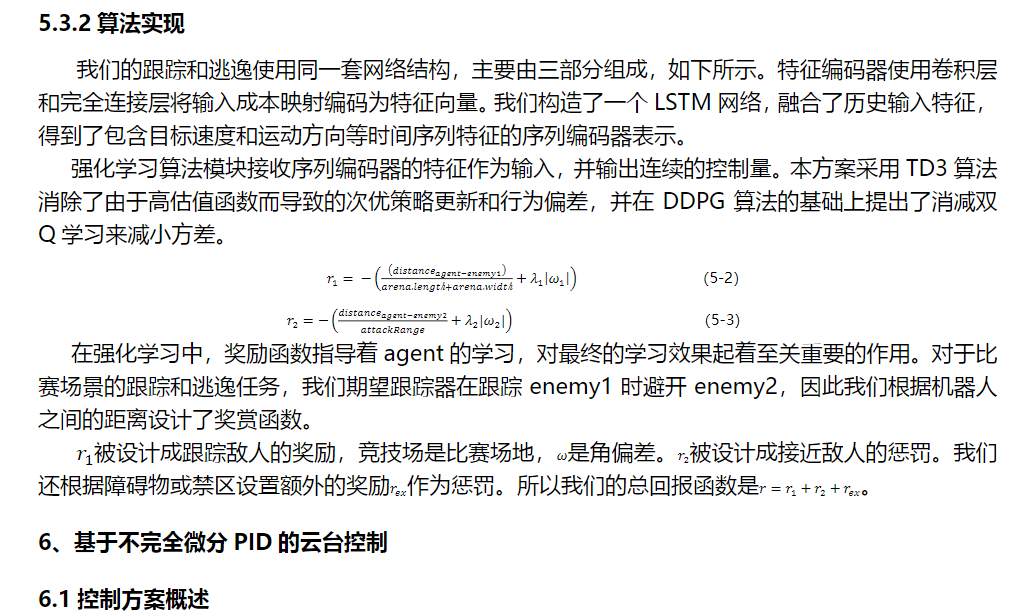 5.3.2 算法实现
我们的跟踪和逃逸使用同一套网络结构，主要由三部分组成，如下所示。特征编码器使用卷积层
和完全连接层将输入成本映射编码为特征向量。我们构造了一个 LSTM 网络，融合了历史输入特征，
得到了包含目标速度和运动方向等时间序列特征的序列编码器表示。
强化学习算法模块接收序列编码器的特征作为输入，并输出连续的控制量。本方案采用 TD3 算法
消除了由于高估值函数而导致的次优策略更新和行为偏差，并在 DDPG 算法的基础上提出了消减双
Q 学习来减小方差。
r₁ = −((distance_{agent−enemy1})/(arena.length+arena.width) + λ₁|ω₁|) (5-2)
r₂ = −(distance_{agent−enemy2}/attackRange + λ₂|ω₂|) (5-3)
在强化学习中，奖励函数指导着 agent 的学习，对最终的学习效果起着至关重要的作用。对于比
赛场景的跟踪和逃逸任务，我们期望跟踪器在跟踪 enemy1 时避开 enemy2，因此我们根据机器人
之间的距离设计了奖赏函数。
r₁被设计成跟踪敌人的奖励，竞技场是比赛场地，ω是角偏差。r₂被设计成接近敌人的惩罚。我们
还根据障碍物或禁区设置额外的奖励r_{ex}作为惩罚。所以我们的总回报函数是r = r₁ + r₂ + r_{ex}。
6、基于不完全微分 PID 的云台控制
6.1 控制方案概述